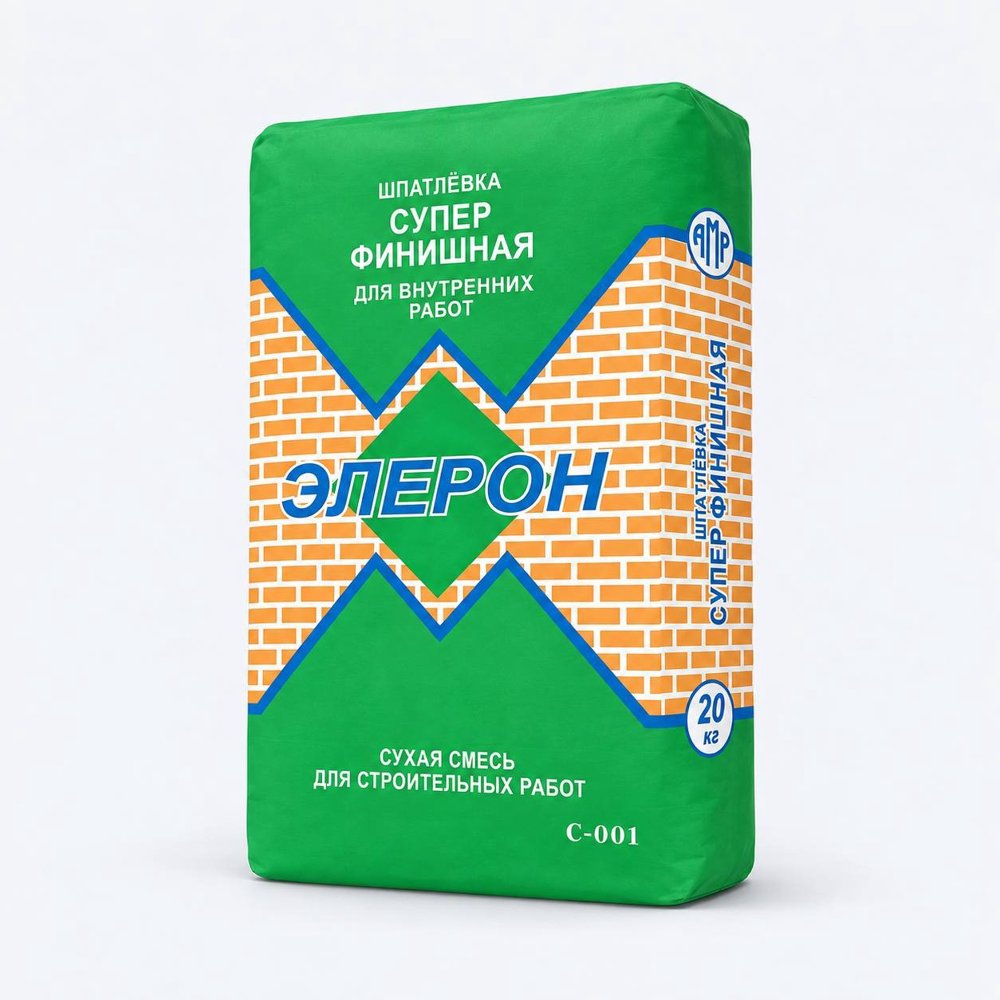 ШПАТЛЁВКА
СУПЕР
ФИНИШНАЯ
ДЛЯ ВНУТРЕННИХ
РАБОТ
ЭЛЕРОН
СУХАЯ СМЕСЬ
ДЛЯ СТРОИТЕЛЬНЫХ РАБОТ
С-001
АМР
ШПАТЛЁВКА
СУПЕР ФИНИШНАЯ
20
кг